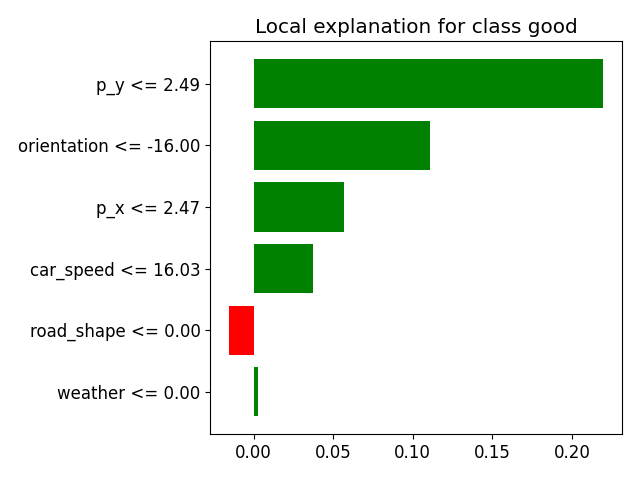 Local explanation for class good
p_y <= 2.49
orientation <= -16.00
p_x <= 2.47
car_speed <= 16.03
road_shape <= 0.00
weather <= 0.00
0.00 0.05 0.10 0.15 0.20